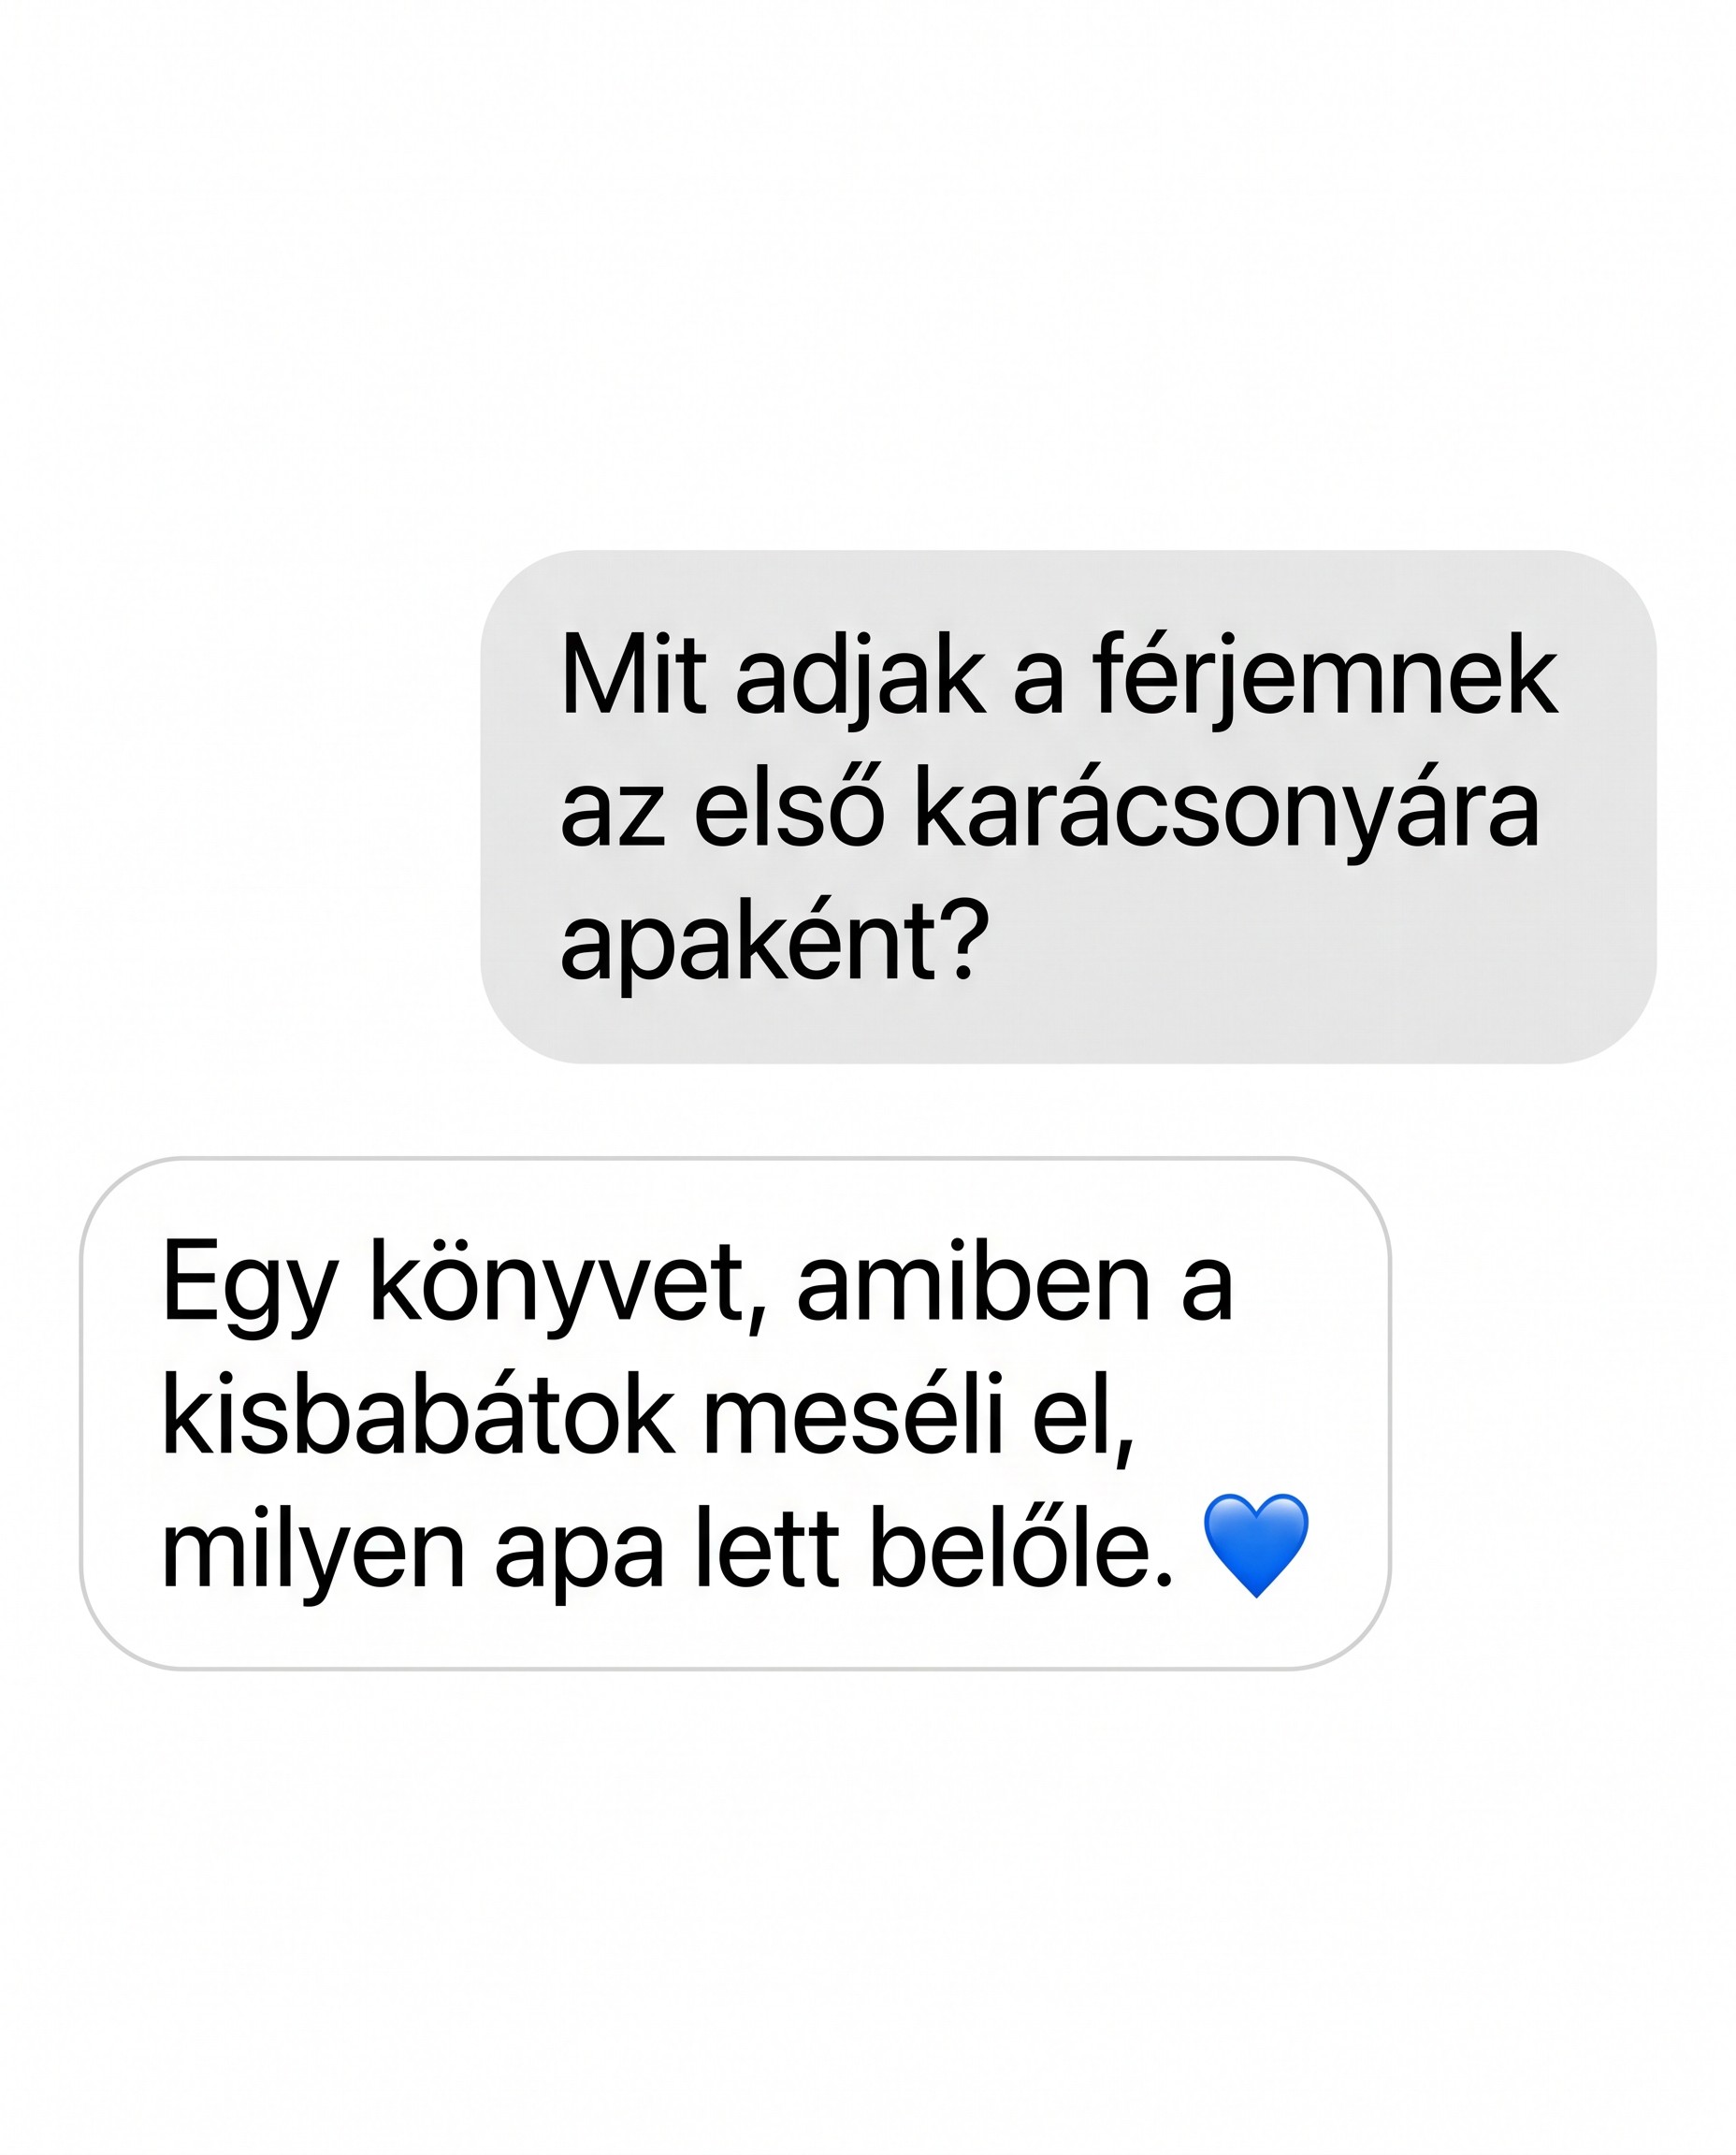 Mit adjak a férjemnek
az első karácsonyára
apaként?
Egy könyvet, amiben a
kisbabátok meséli el,
milyen apa lett belőle. 💙